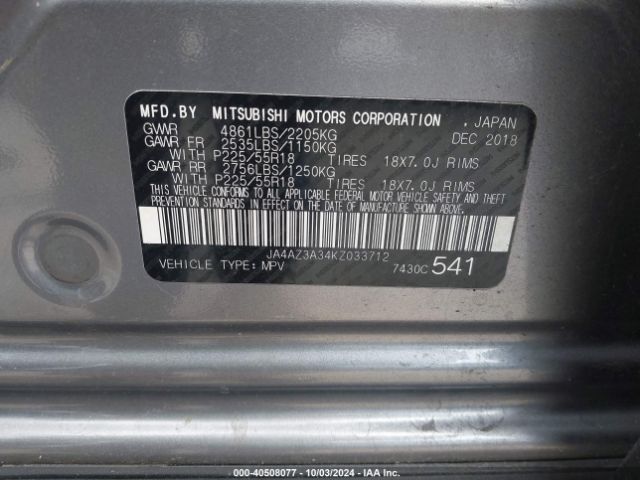 MFD.BY MITSUBISHI MOTORS CORPORATION , JAPAN
GVWR 4861LBS/2205KG DEC 2018
GAWR FR 2535LBS/1150KG
WITH P225/55R18 TIRES 18X7.0J RIMS
GAWR RR 2756LBS/1250KG
WITH P225/55R18 TIRES 18X7.0J RIMS
THIS VEHICLE CONFORMS TO ALL APPLICABLE FEDERAL MOTOR VEHICLE SAFETY AND THEFT
PREVENTION STANDARDS IN EFFECT ON THE DATE OF MANUFACTURE SHOWN ABOVE.
JA4AZ3A34KZ033712
VEHICLE TYPE:MPV 7430C 541
000-40508077 - 10/03/2024 - IAA Inc.